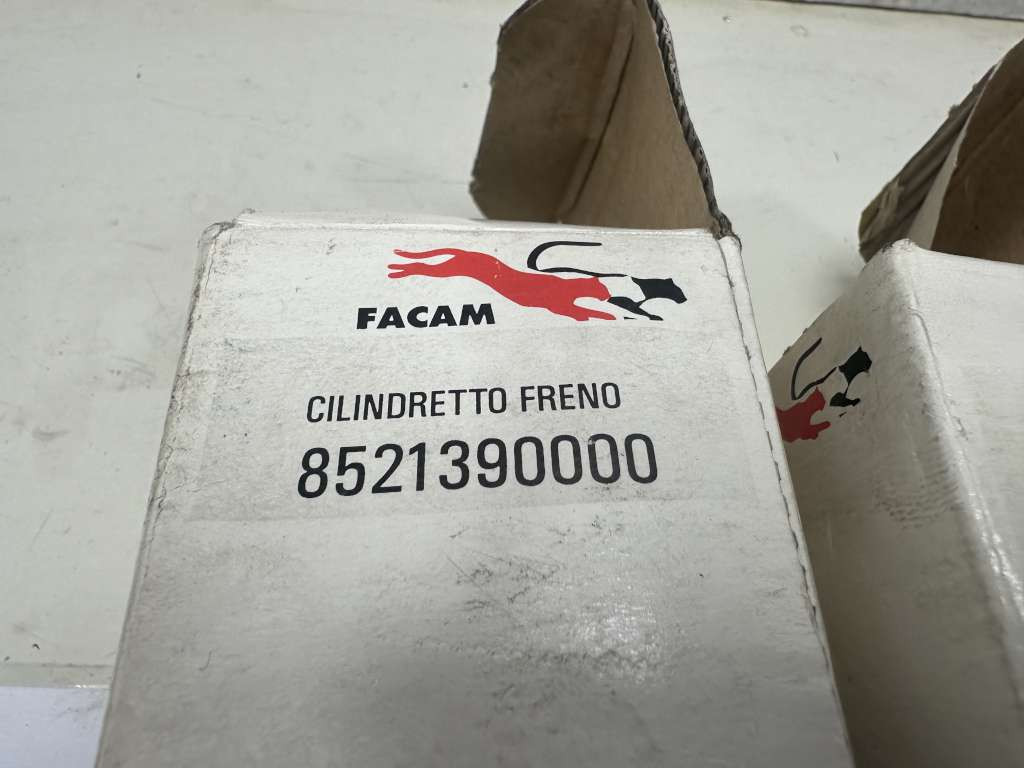 FACAM
CILINDRETTO FRENO
8521390000